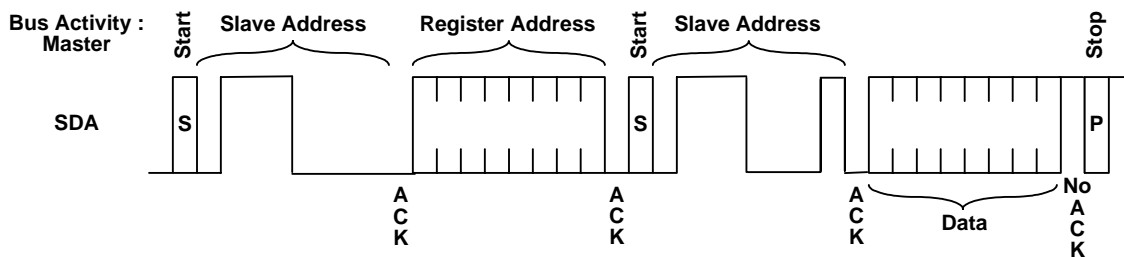 Bus Activity :
Master
Start
Slave Address
Register Address
Start
Slave Address
Stop
SDA
S
S
P
ACK
ACK
ACK
Data
No
ACK